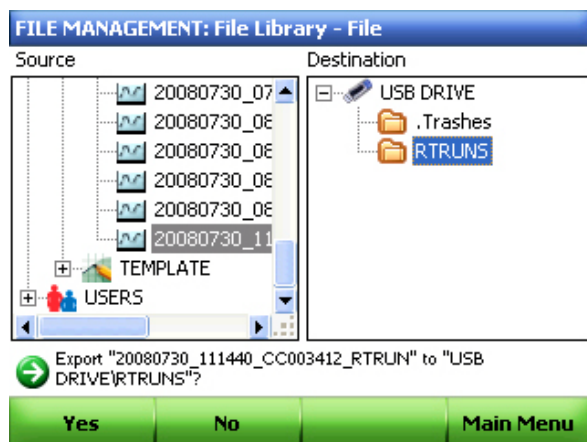 FILE MANAGEMENT: File Library - File
Source
Destination
20080730_07
20080730_08
20080730_08
20080730_08
20080730_08
20080730_11
TEMPLATE
USERS
USB DRIVE
.Trashes
RTRUNS
Export "20080730_111440_CC003412_RTRUN" to "USB
DRIVE\RTRUNS"?
Yes
No
Main Menu